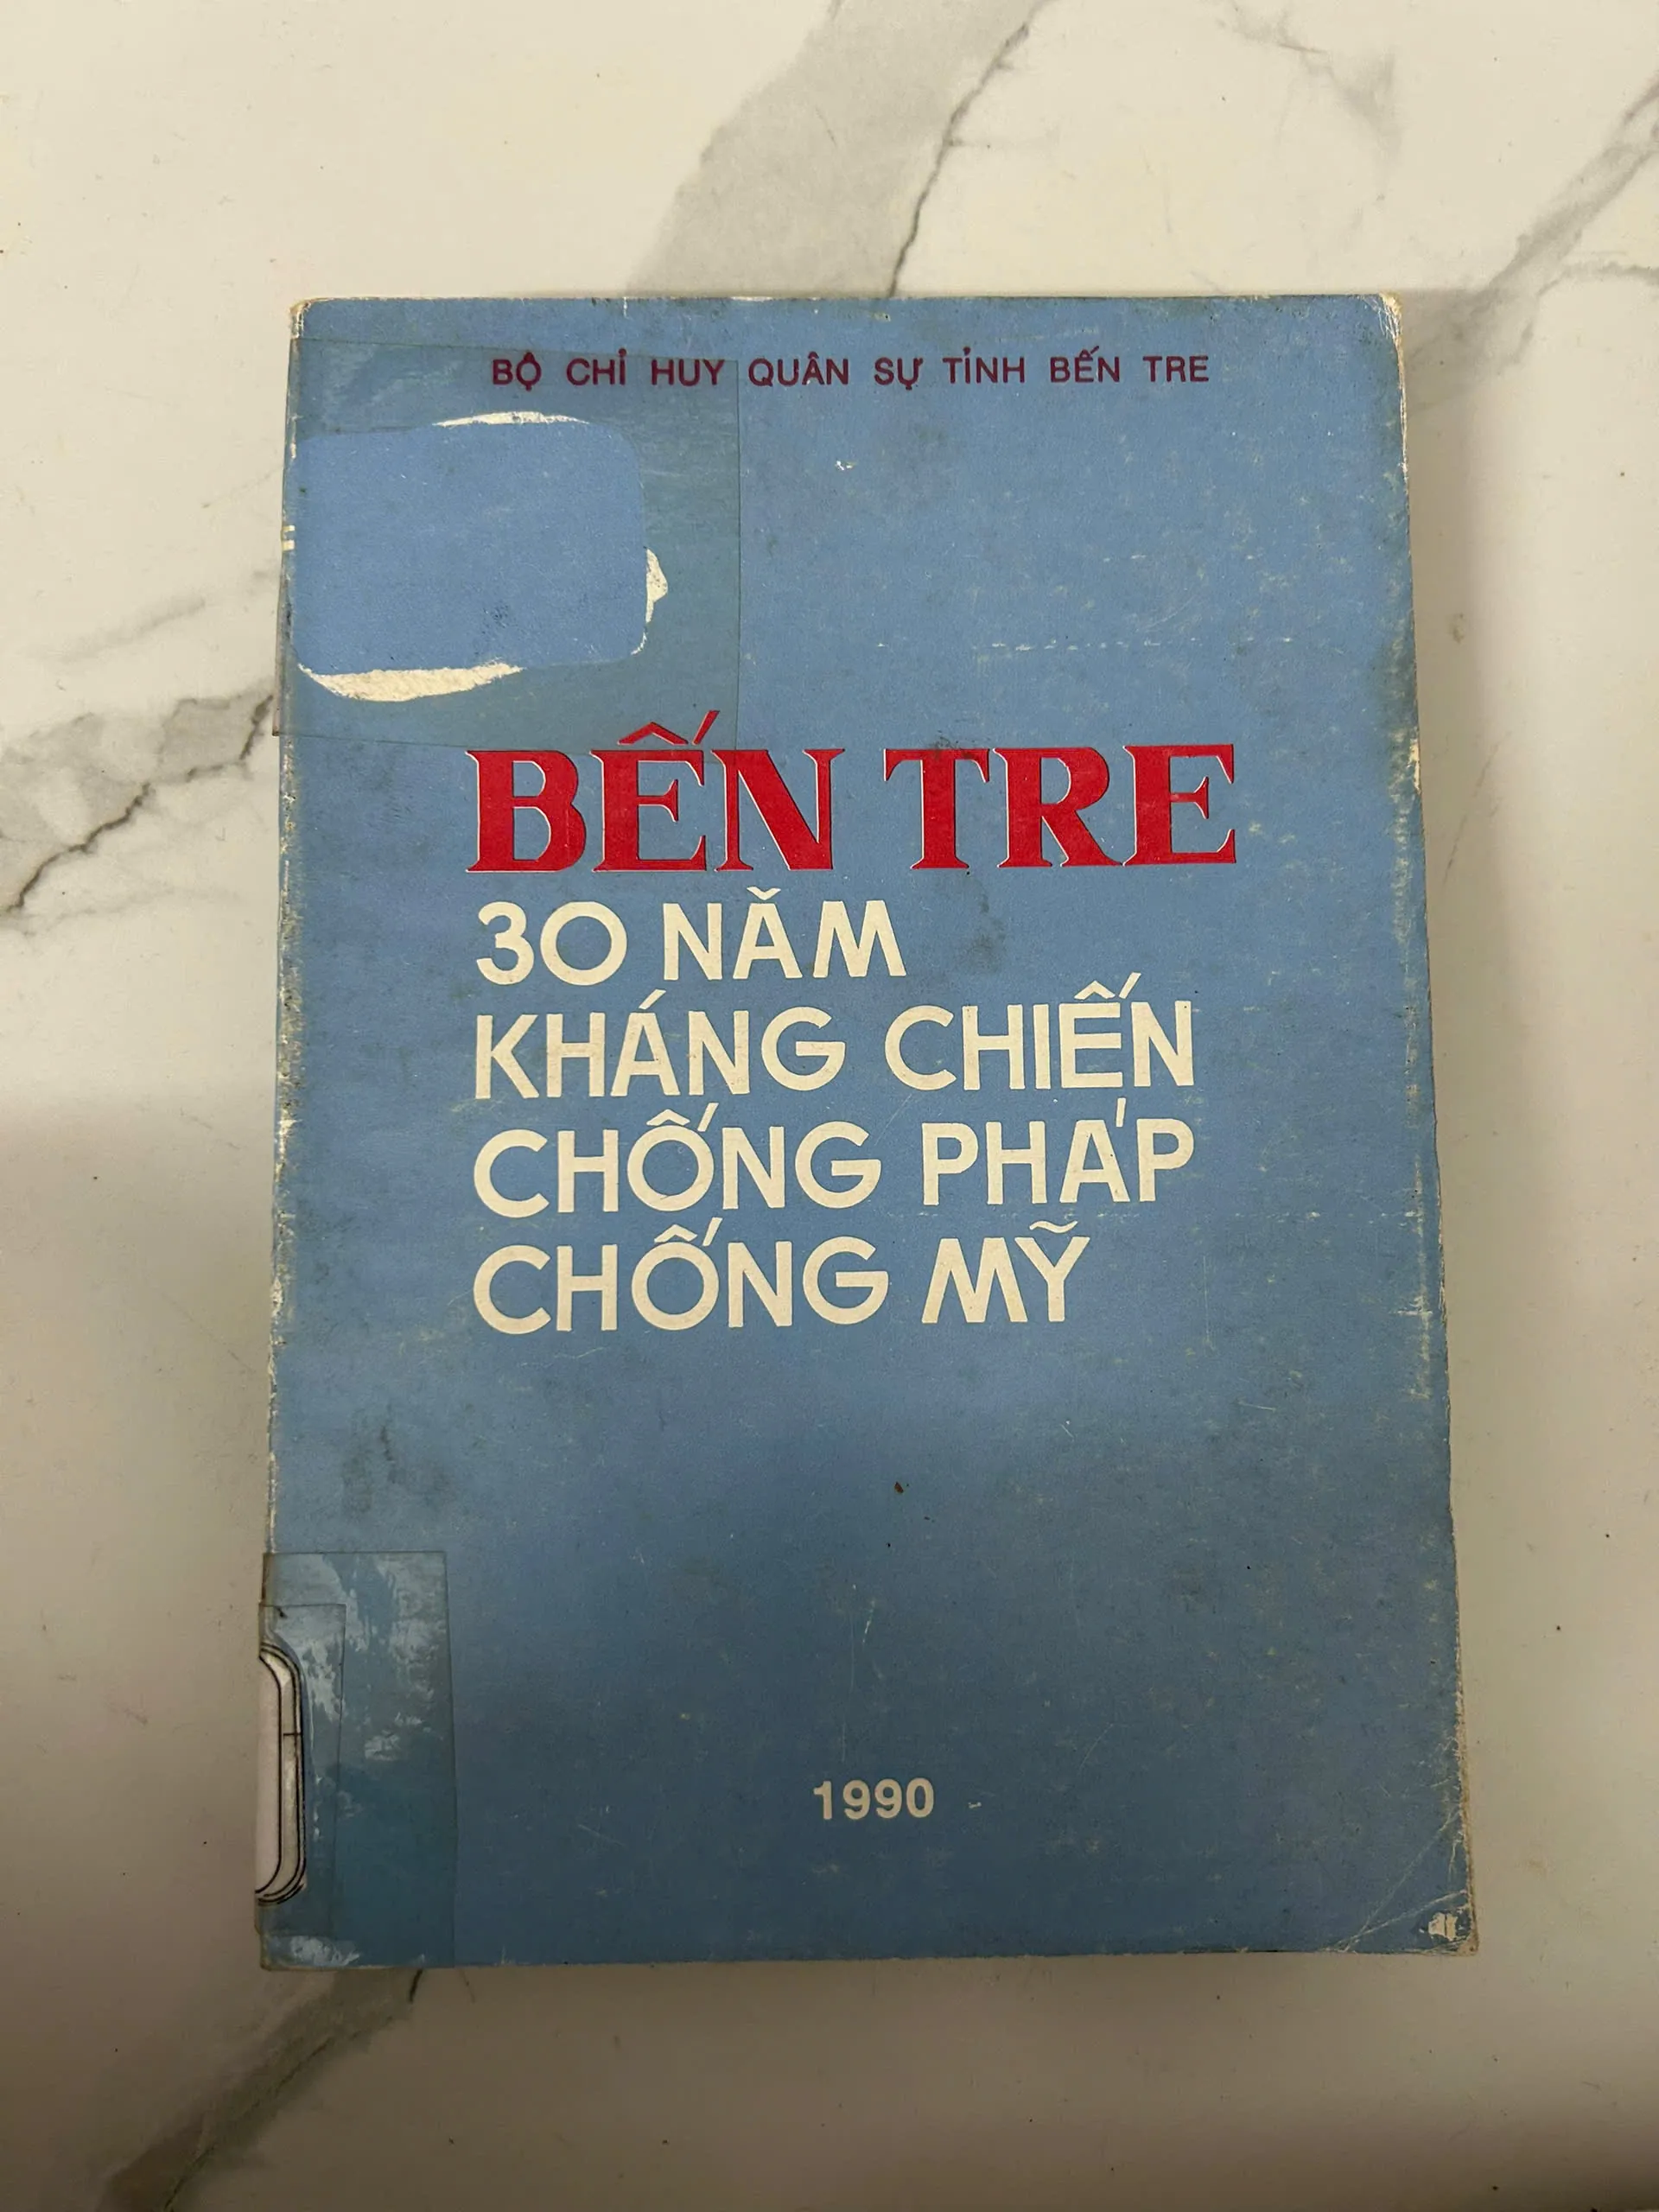 BỘ CHỈ HUY QUÂN SỰ TỈNH BẾN TRE
BẾN TRE
30 NĂM
KHÁNG CHIẾN
CHỐNG PHÁP
CHỐNG MỸ
1990